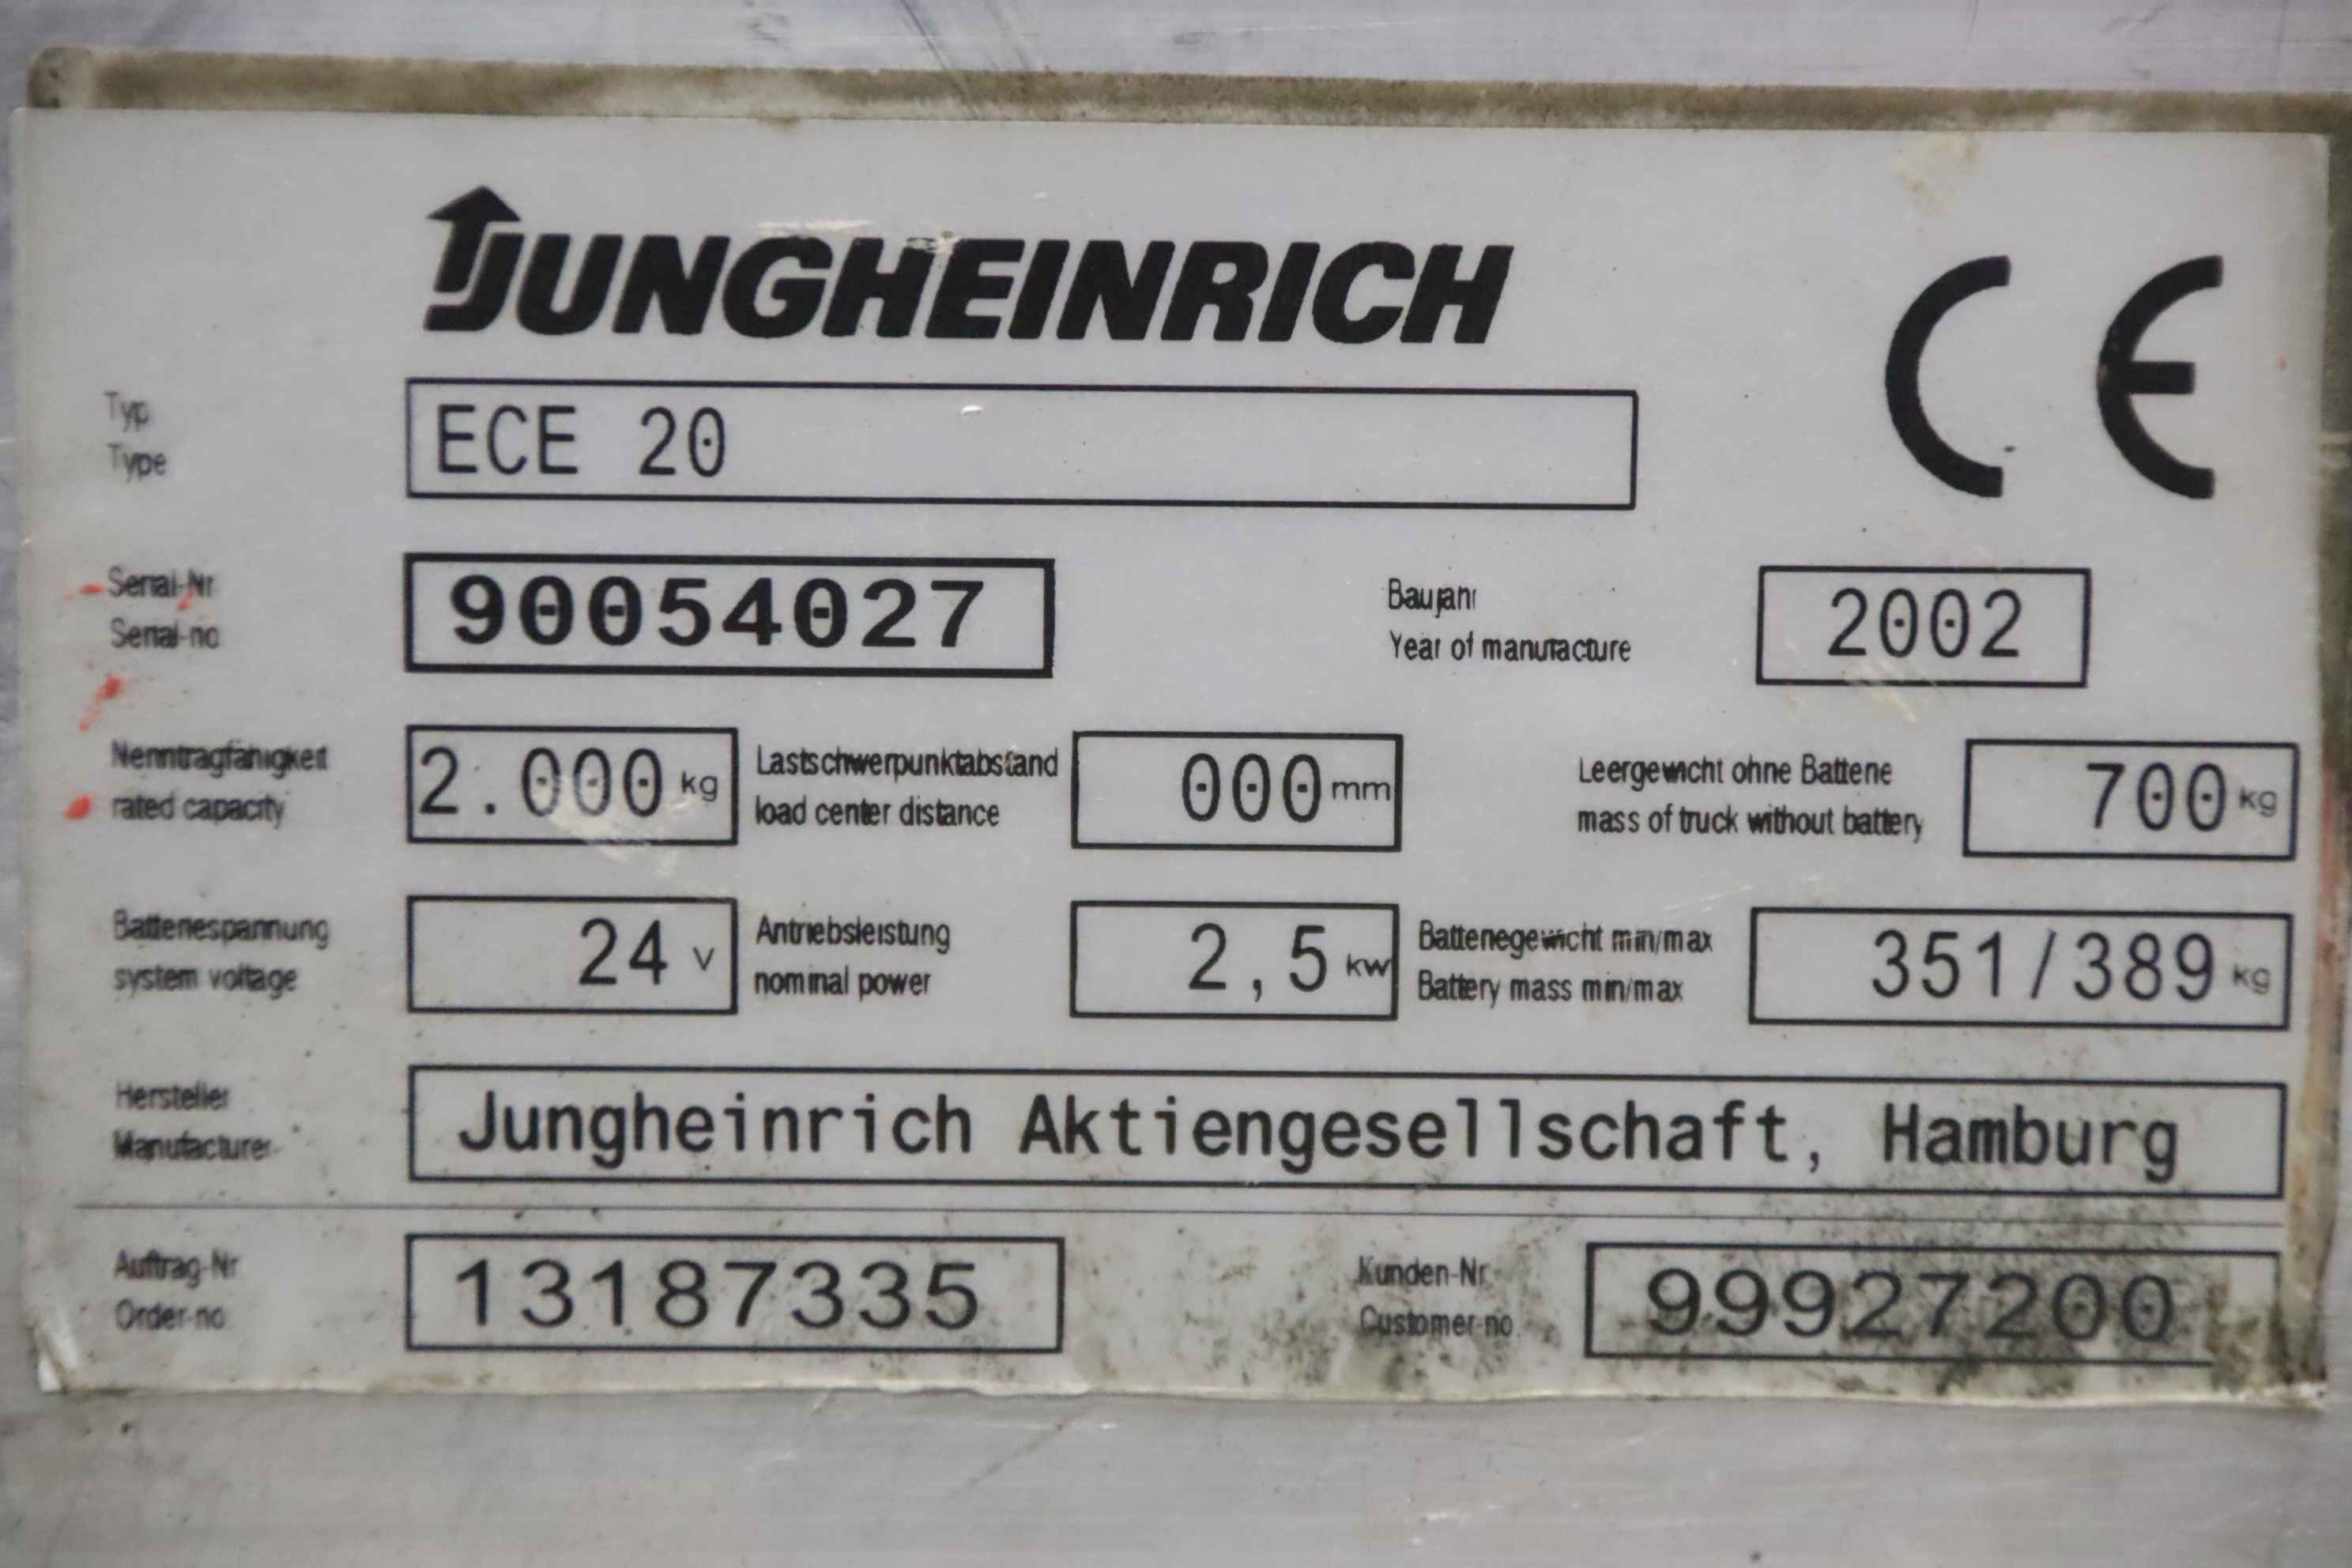 JUNGHEINRICH
CE
Typ
Type
ECE 20
Serial-Nr
Serial-no
90054027
Baujahr
Year of manufacture
2002
Nenntragfähigkeit
rated capacity
2.000 kg
Lastschwerpunktabstand
load center distance
000 mm
Leergewicht ohne Batterie
mass of truck without battery
700 kg
Batteriespannung
system voltage
24 V
Antriebsleistung
nominal power
2,5 kW
Batteriegewicht min/max
Battery mass min/max
351/389 kg
Hersteller
Manufacturer
Jungheinrich Aktiengesellschaft, Hamburg
Auftrag-Nr
Order-no
13187335
Kunden-Nr
Customer-no
99927200